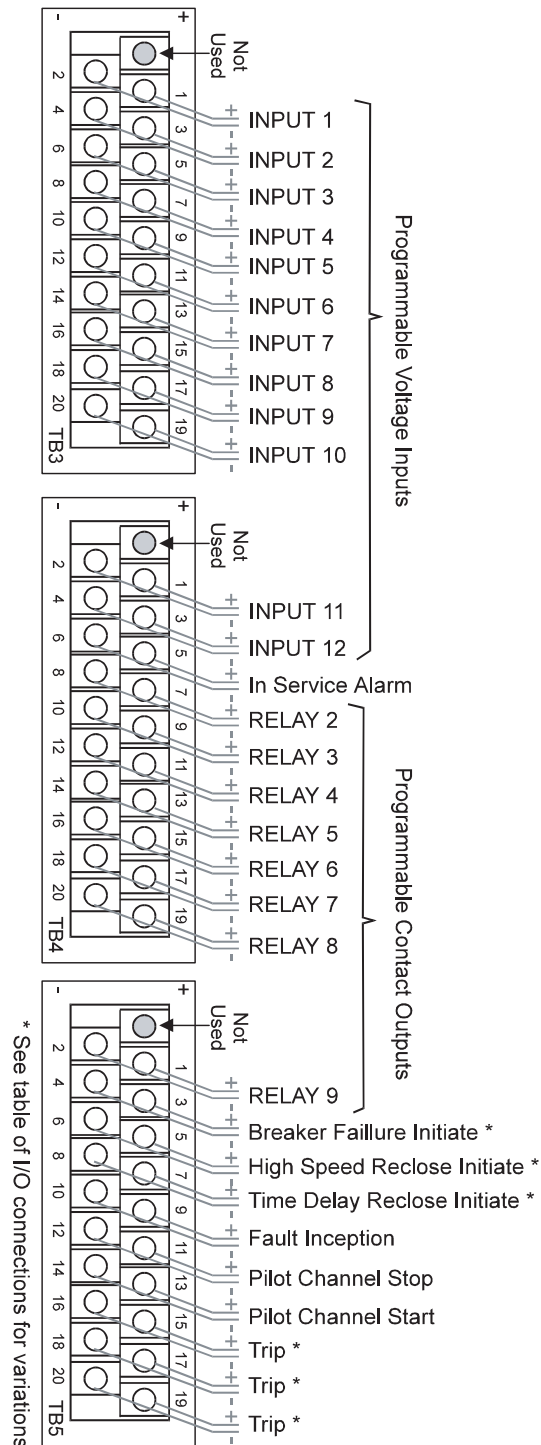 - +
Not
Used
2 1
4 3
6 5
8 7
10 9
12 11
14 13
16 15
18 17
20 19
TB3
+ INPUT 1 -
+ INPUT 2 -
+ INPUT 3 -
+ INPUT 4 -
+ INPUT 5 -
+ INPUT 6 -
+ INPUT 7 -
+ INPUT 8 -
+ INPUT 9 -
+ INPUT 10 -
Programmable Voltage Inputs
- +
Not
Used
2 1
4 3
6 5
8 7
10 9
12 11
14 13
16 15
18 17
20 19
TB4
+ INPUT 11 -
+ INPUT 12 -
+ In Service Alarm -
+ RELAY 2 -
+ RELAY 3 -
+ RELAY 4 -
+ RELAY 5 -
+ RELAY 6 -
+ RELAY 7 -
+ RELAY 8 -
Programmable Contact Outputs
- +
Not
Used
2 1
4 3
6 5
8 7
10 9
12 11
14 13
16 15
18 17
20 19
TB5
+ RELAY 9 -
+ Breaker Faillure Initiate * -
+ High Speed Reclose Initiate * -
+ Time Delay Reclose Initiate * -
+ Fault Inception -
+ Pilot Channel Stop -
+ Pilot Channel Start -
+ Trip * -
+ Trip * -
+ Trip * -
* See table of I/O connections for variations